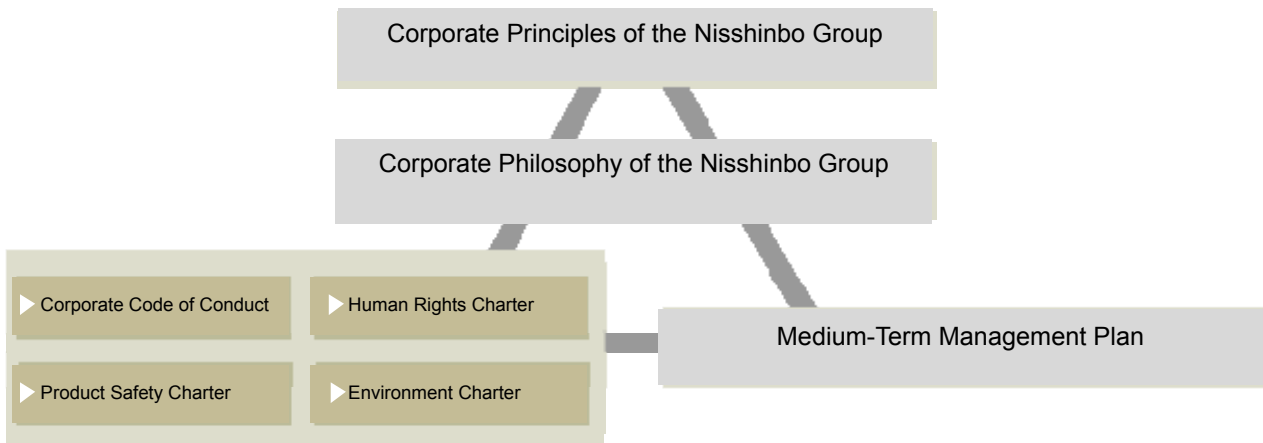 Corporate Principles of the Nisshinbo Group
Corporate Philosophy of the Nisshinbo Group
Corporate Code of Conduct
Human Rights Charter
Product Safety Charter
Environment Charter
Medium-Term Management Plan